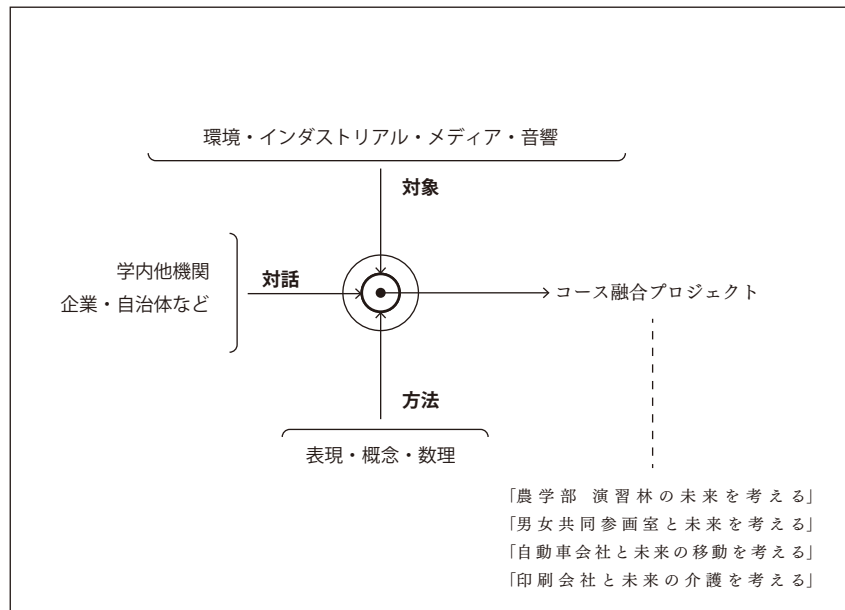 環境・インダストリアル・メディア・音響
対象
学内他機関
企業・自治体など
対話
コース融合プロジェクト
方法
表現・概念・数理
「農学部 演習林の未来を考える」
「男女共同参画室と未来を考える」
「自動車会社と未来の移動を考える」
「印刷会社と未来の介護を考える」